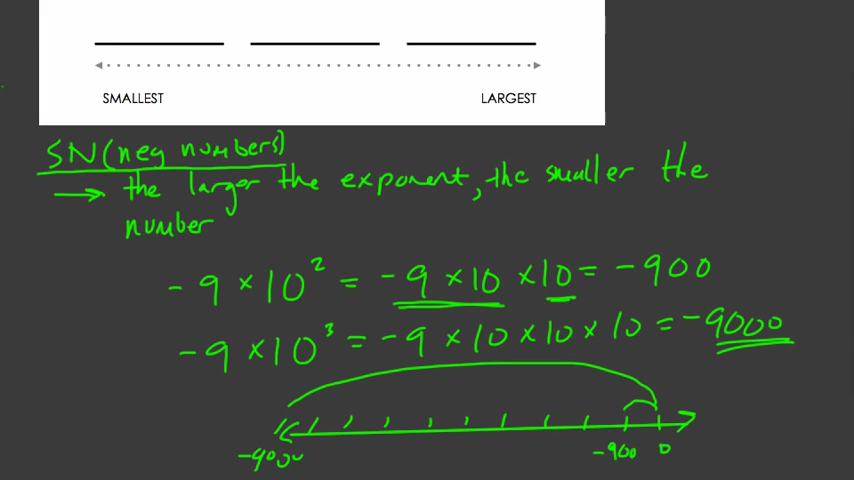 SMALLEST LARGEST
SN (neg numbers)
→ the larger the exponent, the smaller the
number
-9 × 10² = -9 × 10 × 10 = -900
-9 × 10³ = -9 × 10 × 10 × 10 = -9000
-9000 -900 0